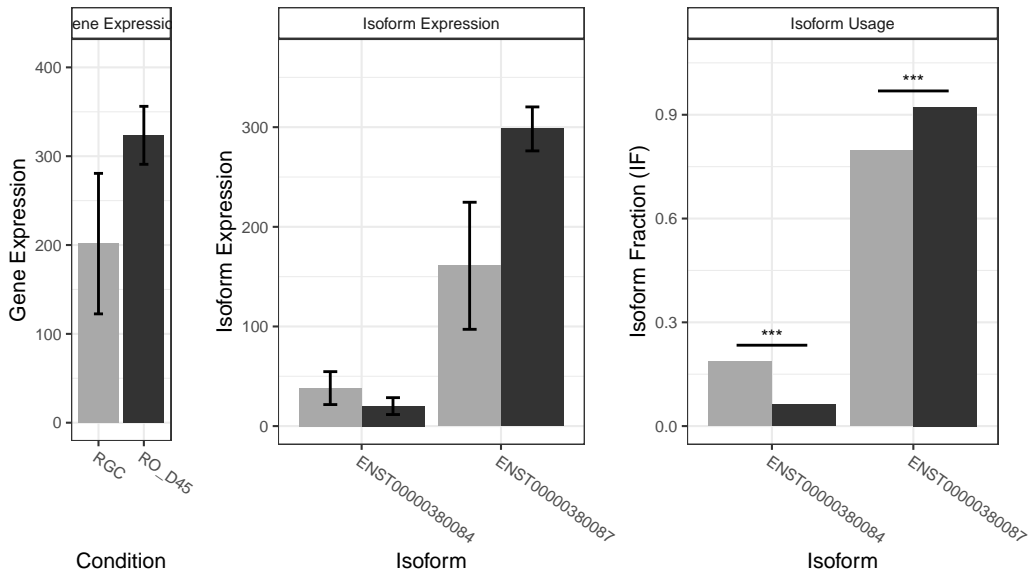 ene Expressio
Gene Expression
400
300
200
100
0
RGC
RO_D45
Condition
Isoform Expression
Isoform Expression
300
200
100
0
ENST00000380084
ENST00000380087
Isoform
Isoform Usage
Isoform Fraction (IF)
0.9
0.6
0.3
0.0
***
***
ENST00000380084
ENST00000380087
Isoform